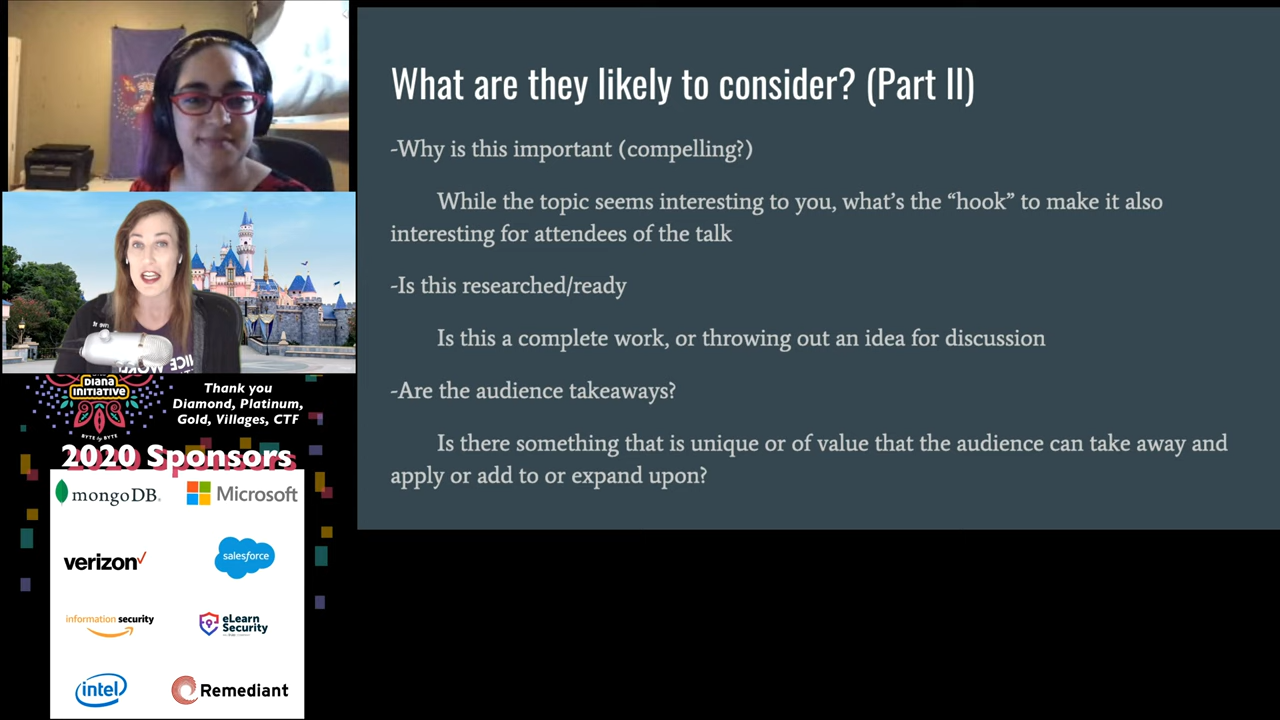 What are they likely to consider? (Part II)
-Why is this important (compelling?)
While the topic seems interesting to you, what's the “hook” to make it also
interesting for attendees of the talk
-Is this researched/ready
Is this a complete work, or throwing out an idea for discussion
-Are the audience takeaways?
Is there something that is unique or of value that the audience can take away and
apply or add to or expand upon?
DIANA
INITIATIVE
BYTE by BYTE
Thank you
Diamond, Platinum,
Gold, Villages, CTF
2020 Sponsors
mongoDB.
Microsoft
verizon✓
salesforce
information security
eLearn
Security
intel
Remediant